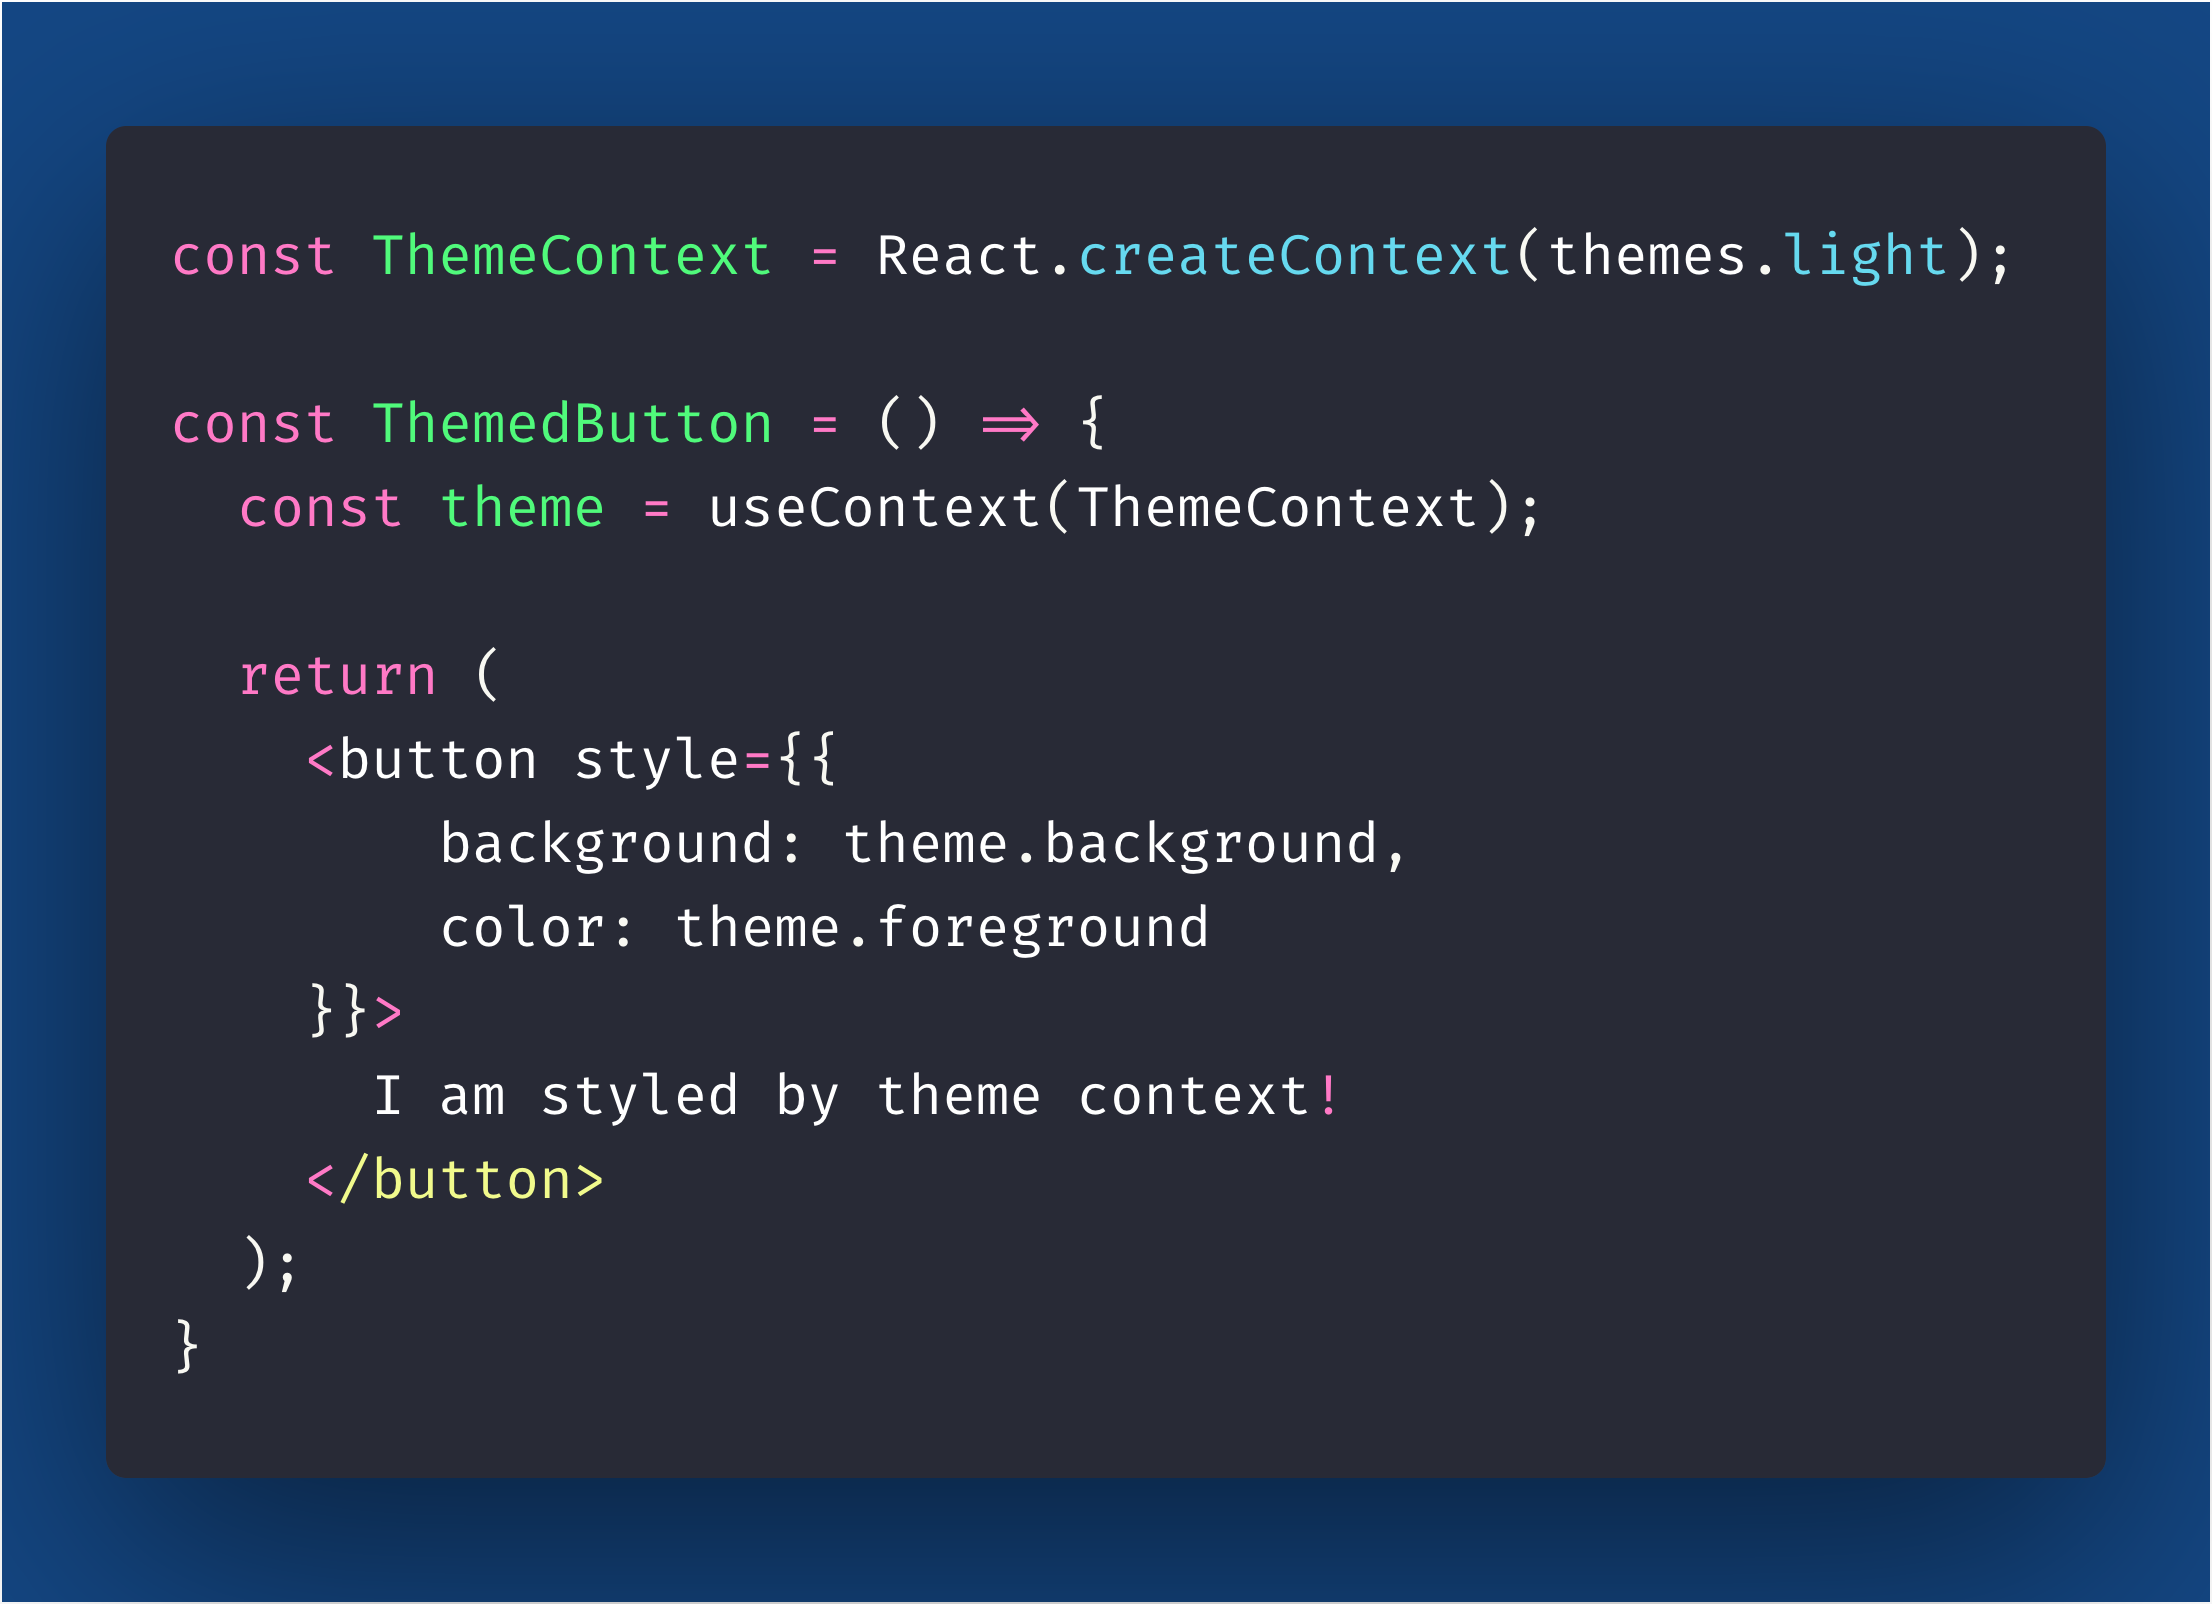 const ThemeContext = React.createContext(themes.light);
const ThemedButton = () => {
const theme = useContext(ThemeContext);
return (
<button style={{
background: theme.background,
color: theme.foreground
}}>
I am styled by theme context!
</button>
);
}